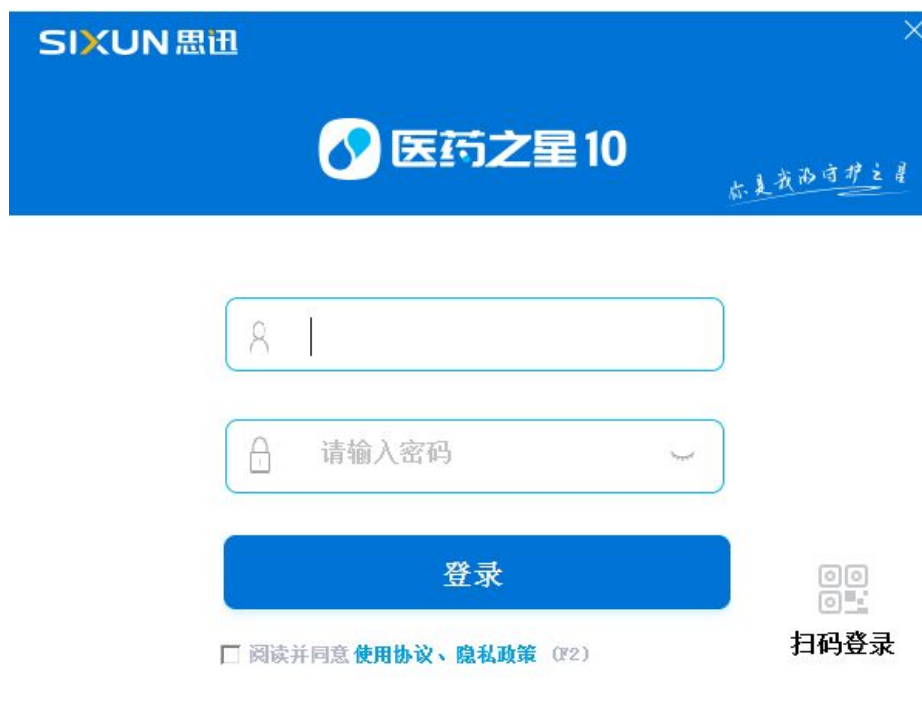 SIXUN思迅
医药之星10
你是我的守护之星
请输入密码
登录
扫码登录
阅读并同意 使用协议、隐私政策 (F2)